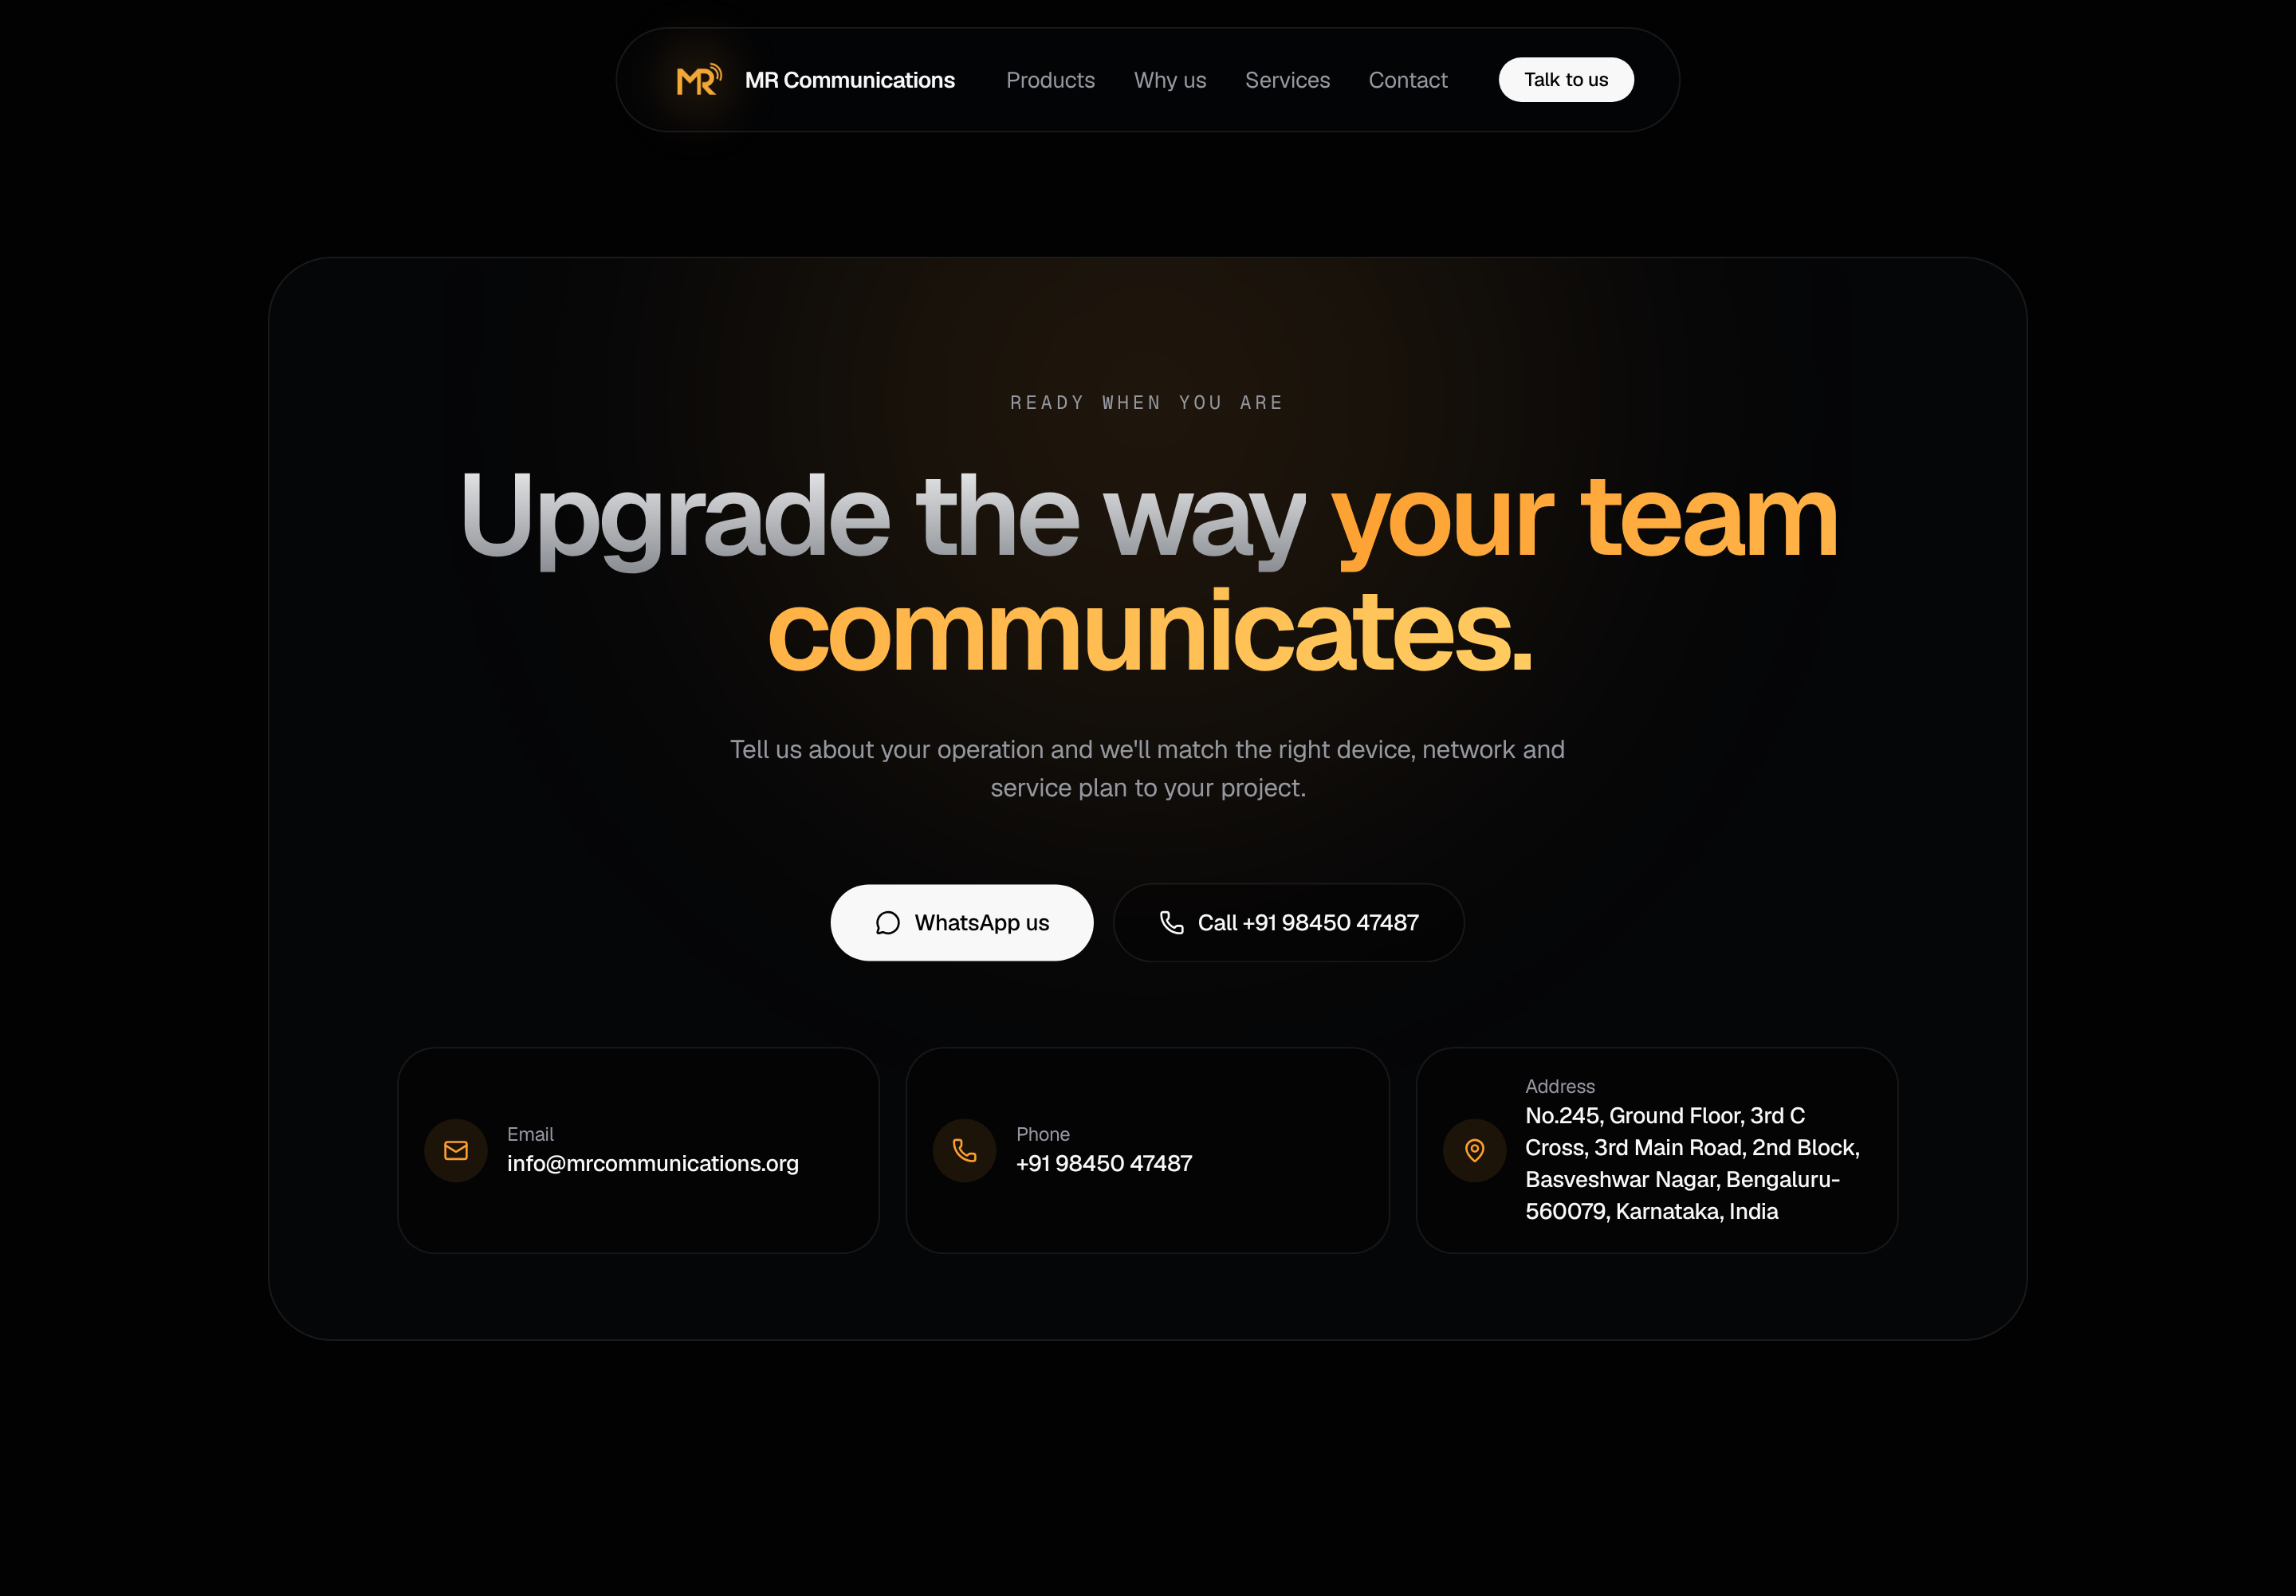 MR MR Communications Products Why us Services Contact Talk to us
READY WHEN YOU ARE
Upgrade the way your team
communicates.
Tell us about your operation and we'll match the right device, network and
service plan to your project.
WhatsApp us Call +91 98450 47487
Email
info@mrcommunications.org
Phone
+91 98450 47487
Address
No.245, Ground Floor, 3rd C
Cross, 3rd Main Road, 2nd Block,
Basveshwar Nagar, Bengaluru-
560079, Karnataka, India